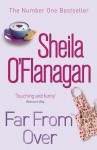 The Number One Bestseller
Sheila
O'Flanagan
'Touching and funny'
Far From
Over